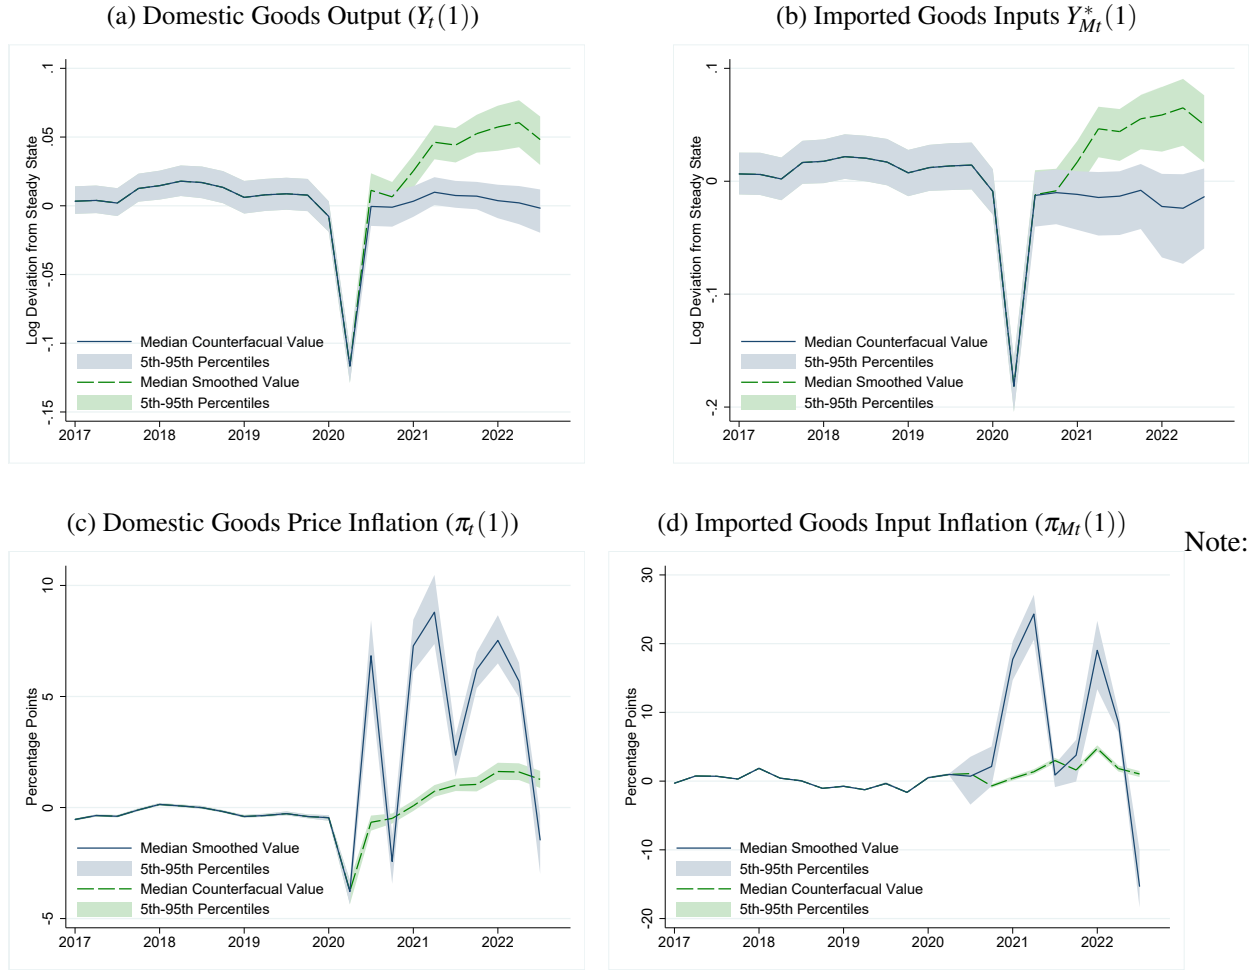 (a) Domestic Goods Output (Y_t(1))
Log Deviation from Steady State
.1
.05
0
-.05
-.1
-.15
Median Counterfacual Value
5th-95th Percentiles
Median Smoothed Value
5th-95th Percentiles
2017 2018 2019 2020 2021 2022
(b) Imported Goods Inputs Y*_{Mt}(1)
Log Deviation from Steady State
.1
0
-.1
-.2
Median Counterfacual Value
5th-95th Percentiles
Median Smoothed Value
5th-95th Percentiles
2017 2018 2019 2020 2021 2022
(c) Domestic Goods Price Inflation (π_t(1))
Percentage Points
10
5
0
-5
Median Smoothed Value
5th-95th Percentiles
Median Counterfacual Value
5th-95th Percentiles
2017 2018 2019 2020 2021 2022
(d) Imported Goods Input Inflation (π_{Mt}(1))
Percentage Points
30
20
10
0
-10
-20
Median Smoothed Value
5th-95th Percentiles
Median Counterfacual Value
5th-95th Percentiles
2017 2018 2019 2020 2021 2022
Note: